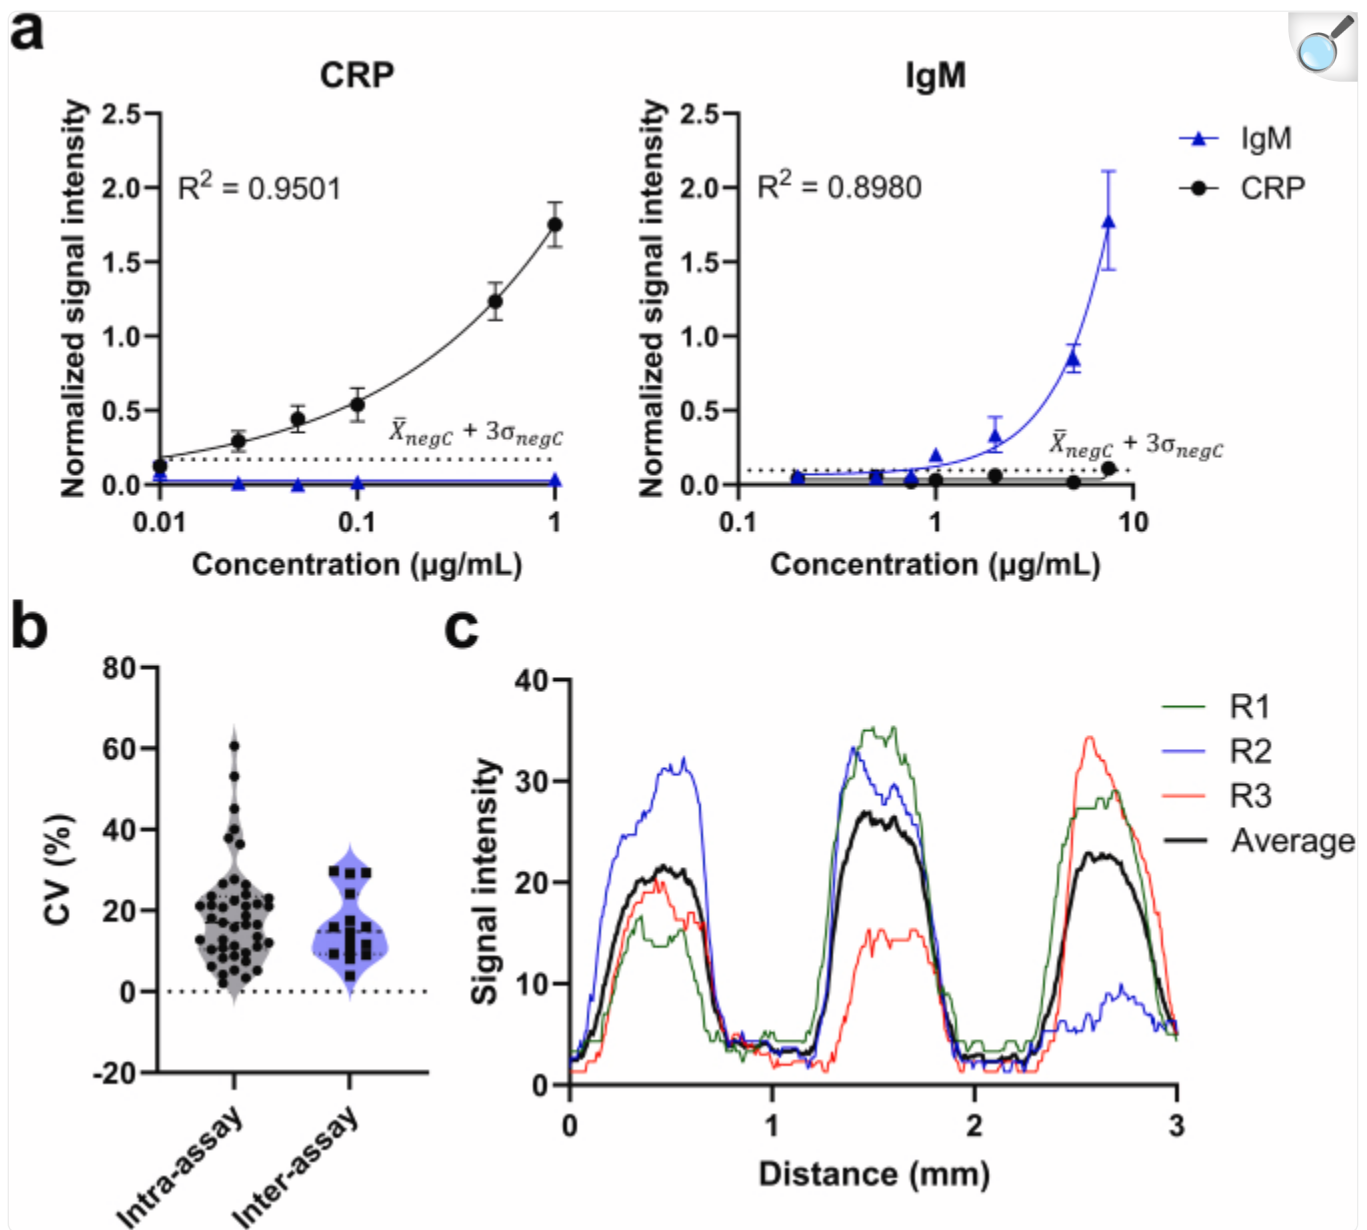 a
CRP
Normalized signal intensity
2.5
2.0
1.5
1.0
0.5
0.0
R² = 0.9501
X̄negC + 3σnegC
0.01
0.1
1
Concentration (µg/mL)
IgM
Normalized signal intensity
2.5
2.0
1.5
1.0
0.5
0.0
R² = 0.8980
X̄negC + 3σnegC
0.1
1
10
Concentration (µg/mL)
IgM
CRP
b
CV (%)
80
60
40
20
0
-20
Intra-assay
Inter-assay
c
Signal intensity
40
30
20
10
0
0
1
2
3
Distance (mm)
R1
R2
R3
Average